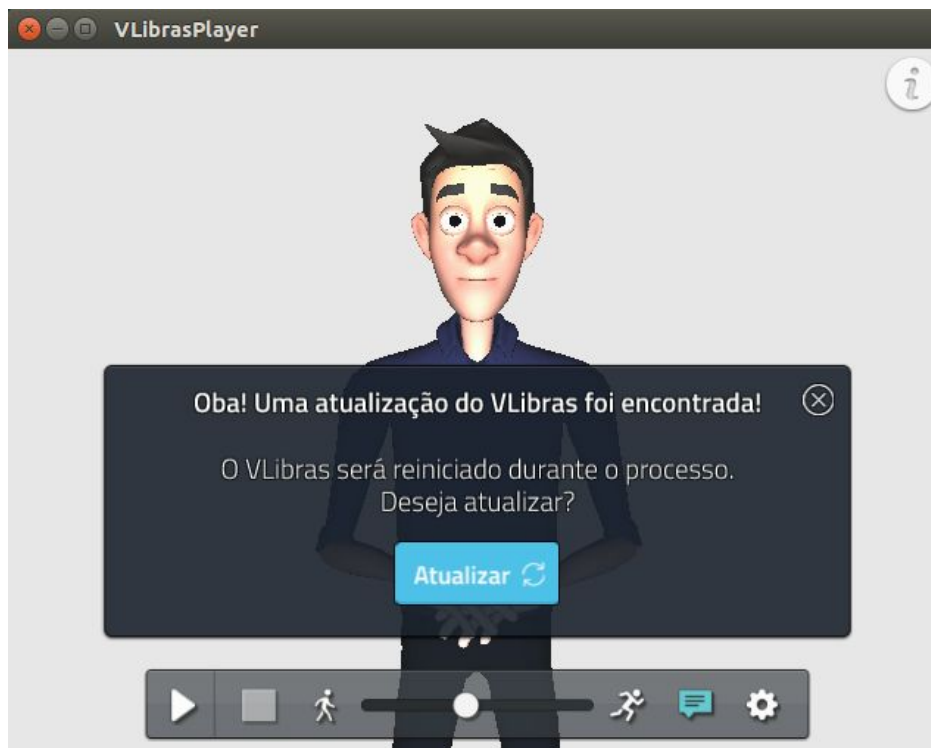 VLibrasPlayer
Oba! Uma atualização do VLibras foi encontrada!
O VLibras será reiniciado durante o processo.
Deseja atualizar?
Atualizar